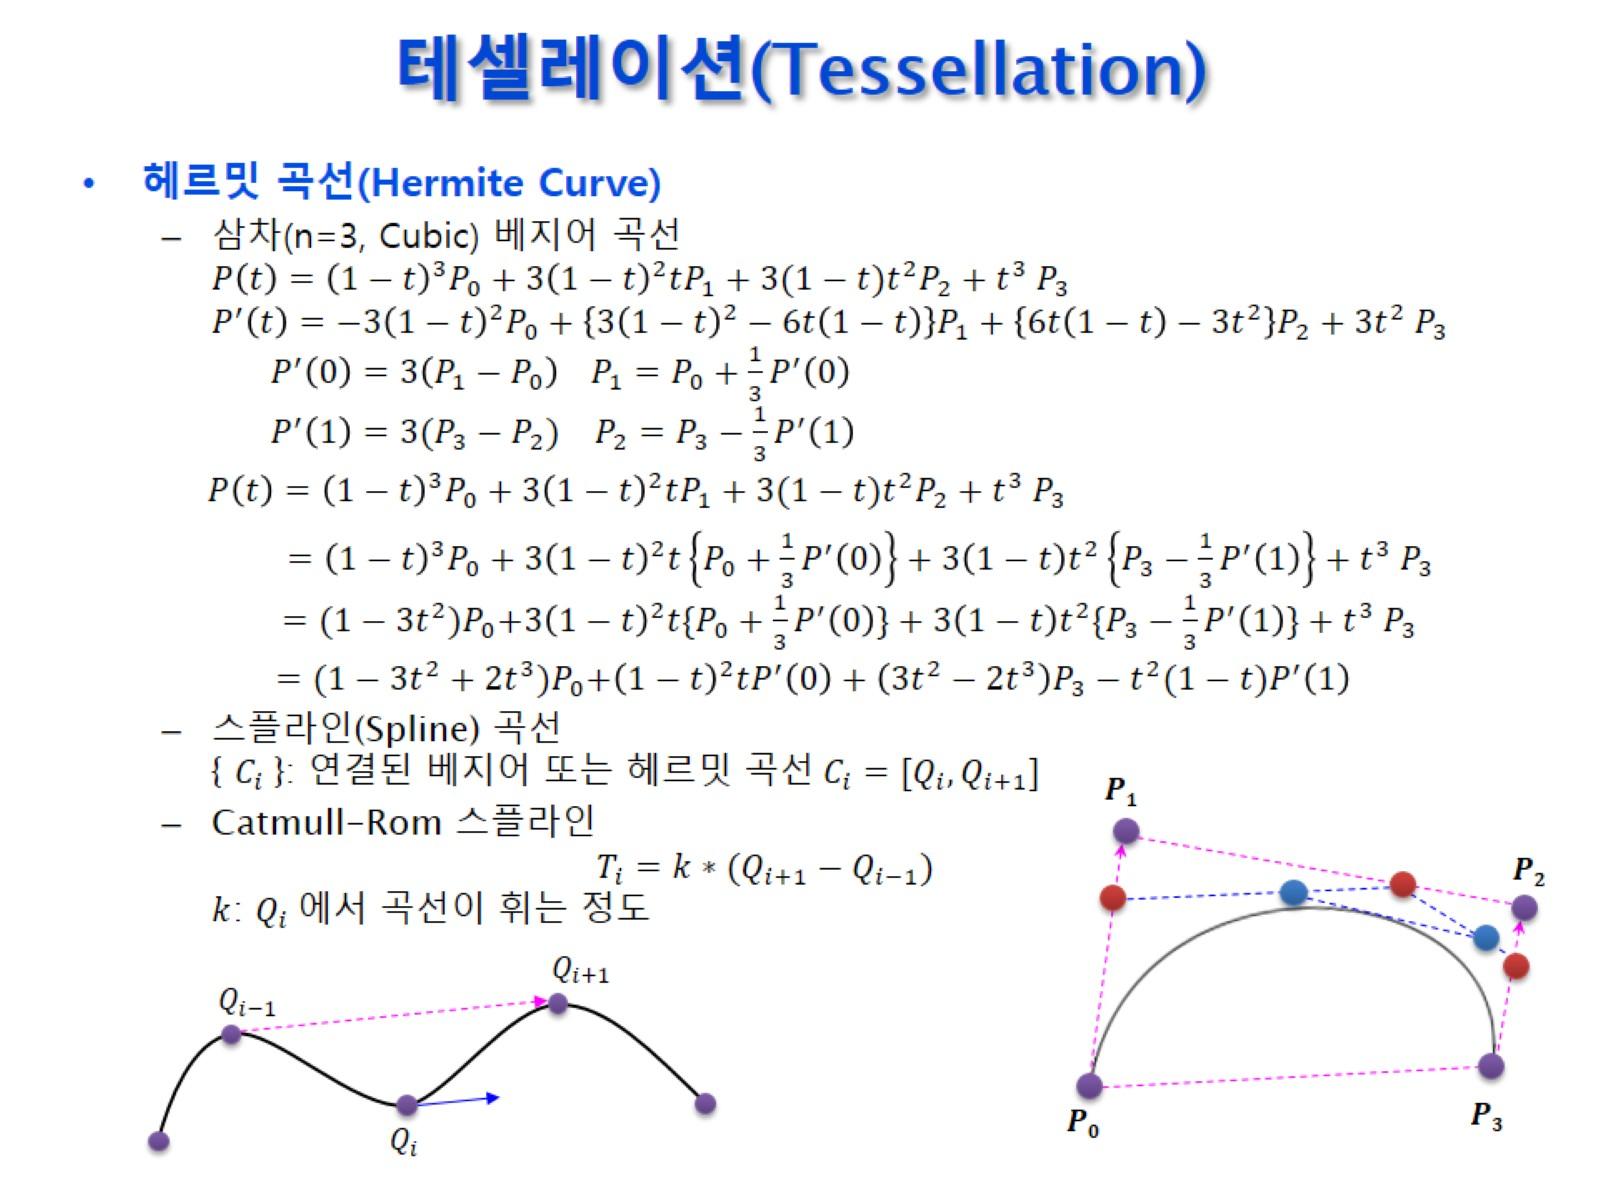 테셀레이션(Tessellation)
• 헤르밋 곡선(Hermite Curve)
– 삼차(n=3, Cubic) 베지어 곡선
P(t) = (1 − t)³P₀ + 3(1 − t)²tP₁ + 3(1 − t)t²P₂ + t³ P₃
P′(t) = −3(1 − t)²P₀ + {3(1 − t)² − 6t(1 − t)}P₁ + {6t(1 − t) − 3t²}P₂ + 3t² P₃
P′(0) = 3(P₁ − P₀) P₁ = P₀ + 1/3 P′(0)
P′(1) = 3(P₃ − P₂) P₂ = P₃ − 1/3 P′(1)
P(t) = (1 − t)³P₀ + 3(1 − t)²tP₁ + 3(1 − t)t²P₂ + t³ P₃
= (1 − t)³P₀ + 3(1 − t)²t {P₀ + 1/3 P′(0)} + 3(1 − t)t² {P₃ − 1/3 P′(1)} + t³ P₃
= (1 − 3t²)P₀+3(1 − t)²t{P₀ + 1/3 P′(0)} + 3(1 − t)t²{P₃ − 1/3 P′(1)} + t³ P₃
= (1 − 3t² + 2t³)P₀+(1 − t)²tP′(0) + (3t² − 2t³)P₃ − t²(1 − t)P′(1)
– 스플라인(Spline) 곡선
{ Cᵢ }: 연결된 베지어 또는 헤르밋 곡선 Cᵢ = [Qᵢ, Qᵢ₊₁]
– Catmull-Rom 스플라인
Tᵢ = k ∗ (Qᵢ₊₁ − Qᵢ₋₁)
k: Qᵢ 에서 곡선이 휘는 정도
Qᵢ₋₁
Qᵢ₊₁
Qᵢ
P₁
P₂
P₀
P₃